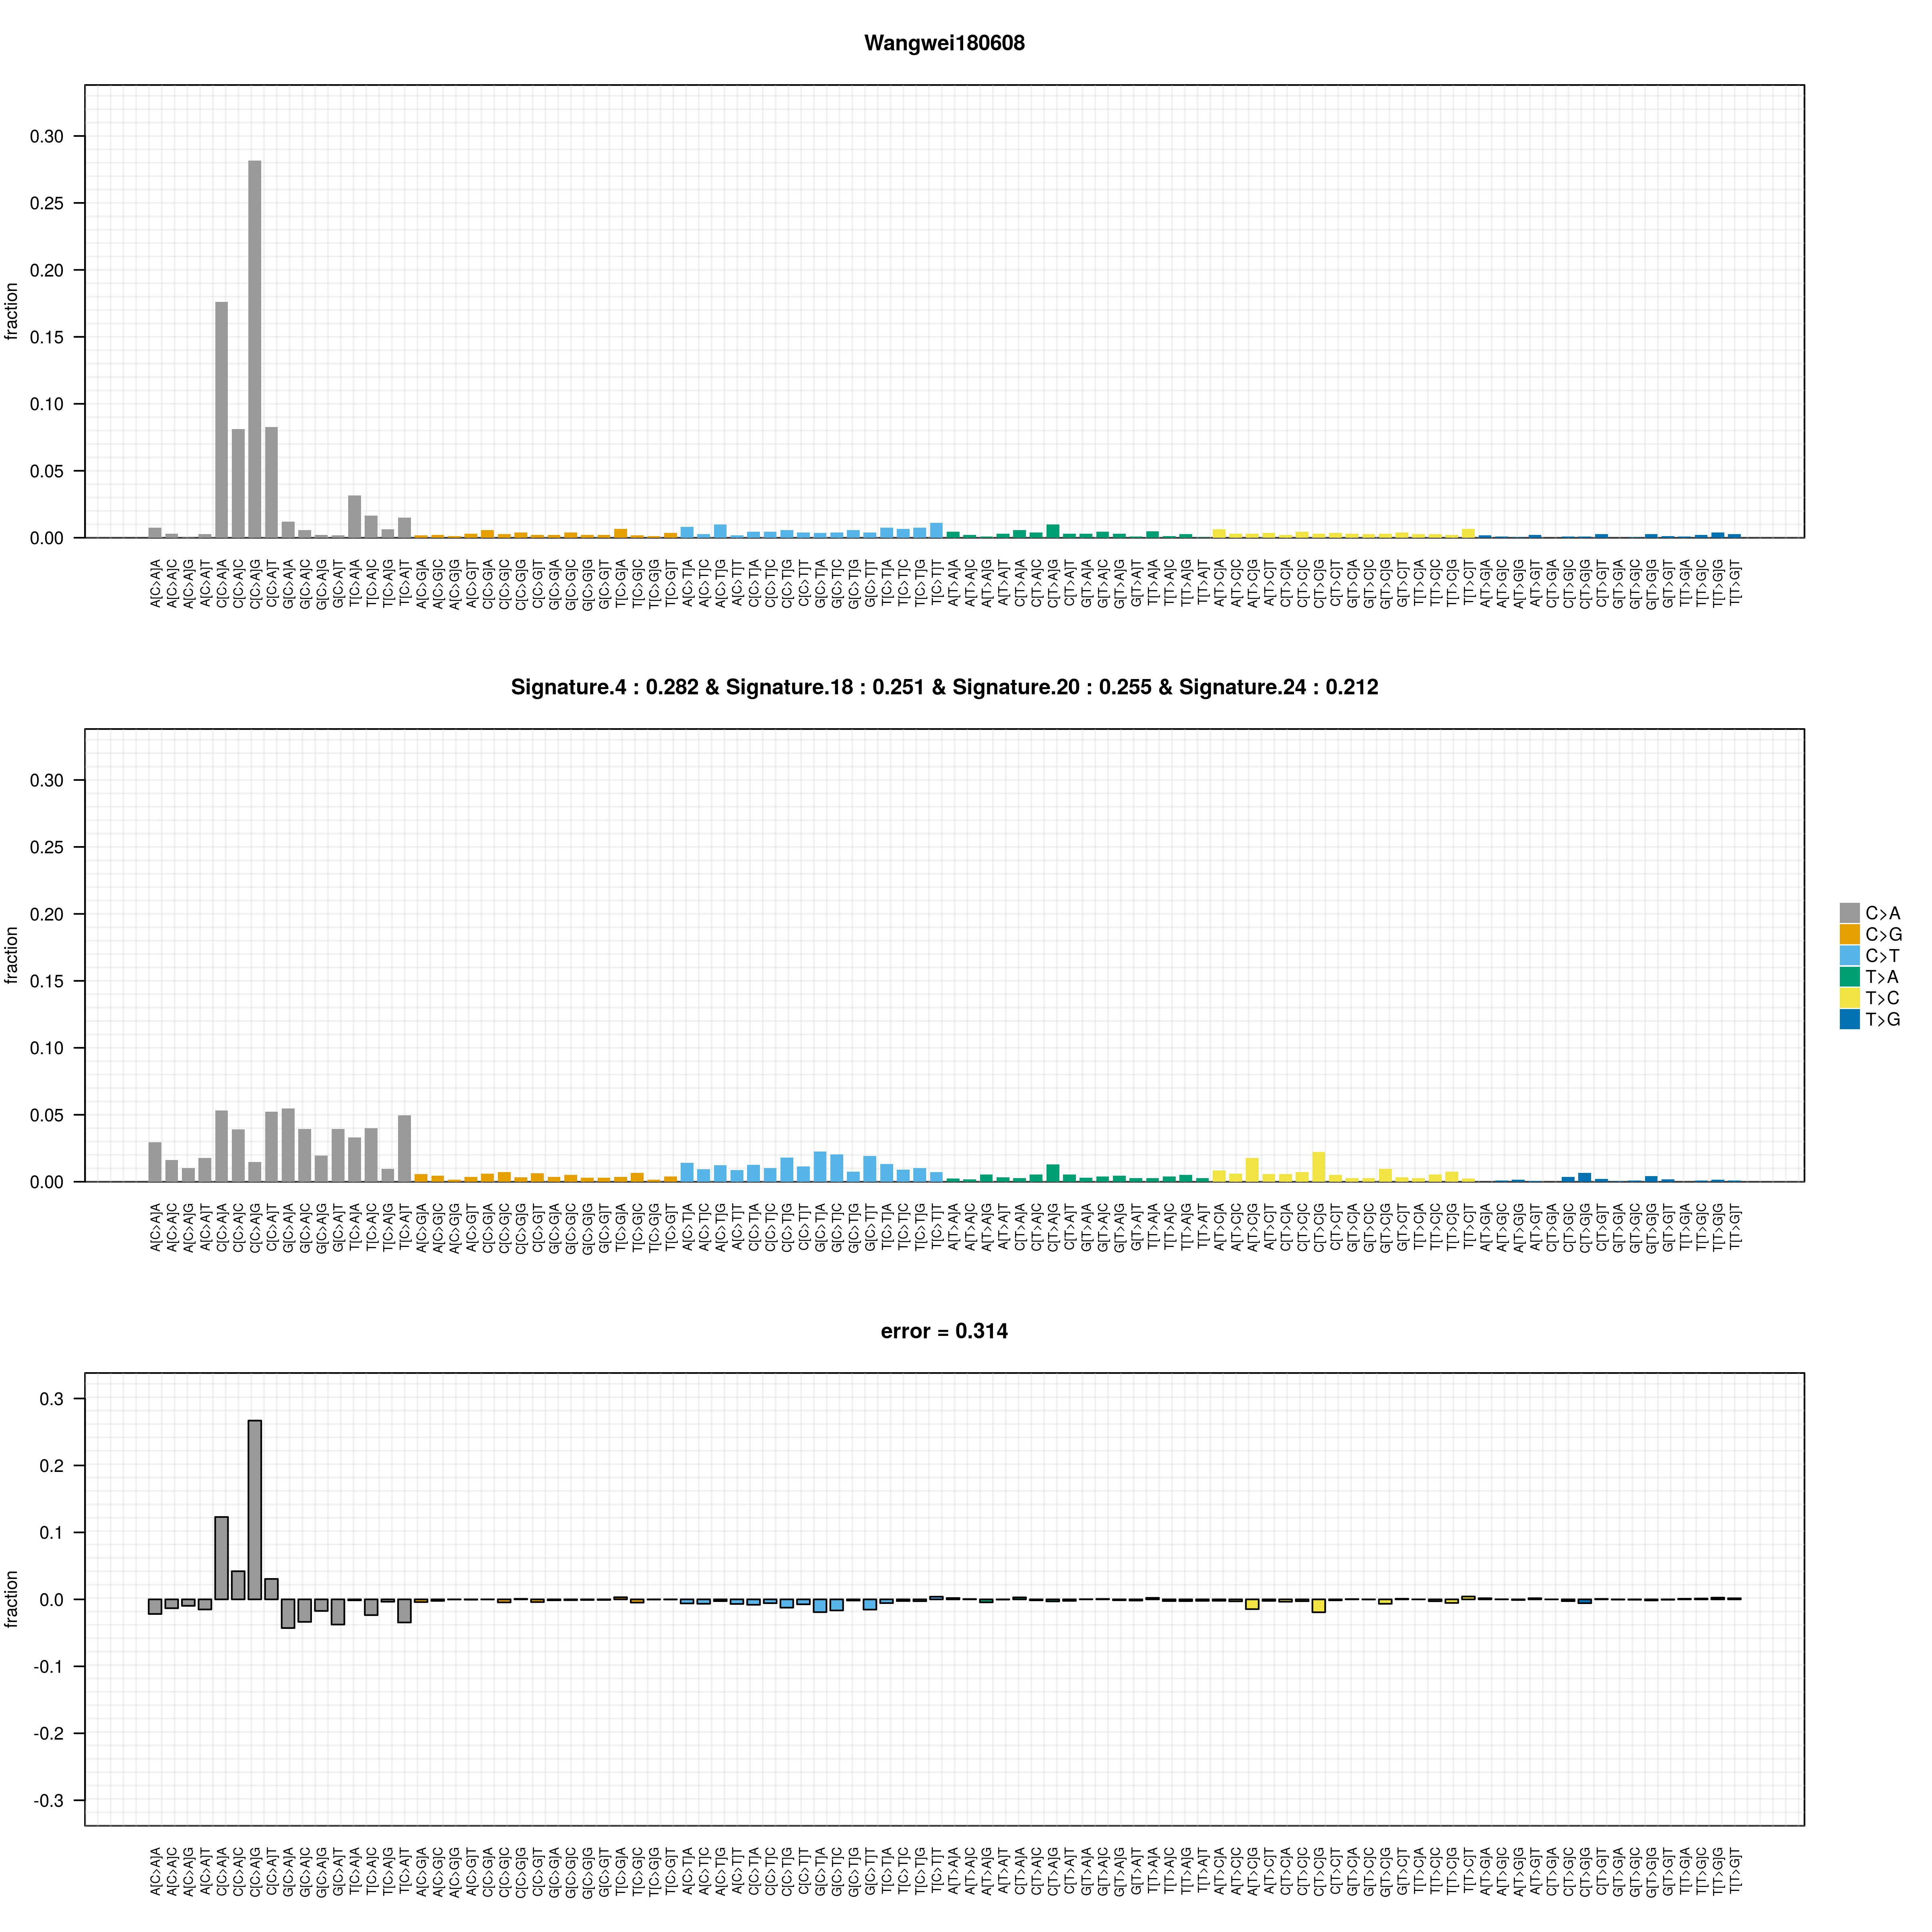 Wangwei180608
fraction
0.30
0.25
0.20
0.15
0.10
0.05
0.00
A[C>A]A A[C>A]C A[C>A]G A[C>A]T C[C>A]A C[C>A]C C[C>A]G C[C>A]T G[C>A]A G[C>A]C G[C>A]G G[C>A]T T[C>A]A T[C>A]C T[C>A]G T[C>A]T A[C>G]A A[C>G]C A[C>G]G A[C>G]T C[C>G]A C[C>G]C C[C>G]G C[C>G]T G[C>G]A G[C>G]C G[C>G]G G[C>G]T T[C>G]A T[C>G]C T[C>G]G T[C>G]T A[C>T]A A[C>T]C A[C>T]G A[C>T]T C[C>T]A C[C>T]C C[C>T]G C[C>T]T G[C>T]A G[C>T]C G[C>T]G G[C>T]T T[C>T]A T[C>T]C T[C>T]G T[C>T]T A[T>A]A A[T>A]C A[T>A]G A[T>A]T C[T>A]A C[T>A]C C[T>A]G C[T>A]T G[T>A]A G[T>A]C G[T>A]G G[T>A]T T[T>A]A T[T>A]C T[T>A]G T[T>A]T A[T>C]A A[T>C]C A[T>C]G A[T>C]T C[T>C]A C[T>C]C C[T>C]G C[T>C]T G[T>C]A G[T>C]C G[T>C]G G[T>C]T T[T>C]A T[T>C]C T[T>C]G T[T>C]T A[T>G]A A[T>G]C A[T>G]G A[T>G]T C[T>G]A C[T>G]C C[T>G]G C[T>G]T G[T>G]A G[T>G]C G[T>G]G G[T>G]T T[T>G]A T[T>G]C T[T>G]G T[T>G]T
Signature.4 : 0.282 & Signature.18 : 0.251 & Signature.20 : 0.255 & Signature.24 : 0.212
fraction
0.30
0.25
0.20
0.15
0.10
0.05
0.00
A[C>A]A A[C>A]C A[C>A]G A[C>A]T C[C>A]A C[C>A]C C[C>A]G C[C>A]T G[C>A]A G[C>A]C G[C>A]G G[C>A]T T[C>A]A T[C>A]C T[C>A]G T[C>A]T A[C>G]A A[C>G]C A[C>G]G A[C>G]T C[C>G]A C[C>G]C C[C>G]G C[C>G]T G[C>G]A G[C>G]C G[C>G]G G[C>G]T T[C>G]A T[C>G]C T[C>G]G T[C>G]T A[C>T]A A[C>T]C A[C>T]G A[C>T]T C[C>T]A C[C>T]C C[C>T]G C[C>T]T G[C>T]A G[C>T]C G[C>T]G G[C>T]T T[C>T]A T[C>T]C T[C>T]G T[C>T]T A[T>A]A A[T>A]C A[T>A]G A[T>A]T C[T>A]A C[T>A]C C[T>A]G C[T>A]T G[T>A]A G[T>A]C G[T>A]G G[T>A]T T[T>A]A T[T>A]C T[T>A]G T[T>A]T A[T>C]A A[T>C]C A[T>C]G A[T>C]T C[T>C]A C[T>C]C C[T>C]G C[T>C]T G[T>C]A G[T>C]C G[T>C]G G[T>C]T T[T>C]A T[T>C]C T[T>C]G T[T>C]T A[T>G]A A[T>G]C A[T>G]G A[T>G]T C[T>G]A C[T>G]C C[T>G]G C[T>G]T G[T>G]A G[T>G]C G[T>G]G G[T>G]T T[T>G]A T[T>G]C T[T>G]G T[T>G]T
C>A
C>G
C>T
T>A
T>C
T>G
error = 0.314
fraction
0.3
0.2
0.1
0.0
-0.1
-0.2
-0.3
A[C>A]A A[C>A]C A[C>A]G A[C>A]T C[C>A]A C[C>A]C C[C>A]G C[C>A]T G[C>A]A G[C>A]C G[C>A]G G[C>A]T T[C>A]A T[C>A]C T[C>A]G T[C>A]T A[C>G]A A[C>G]C A[C>G]G A[C>G]T C[C>G]A C[C>G]C C[C>G]G C[C>G]T G[C>G]A G[C>G]C G[C>G]G G[C>G]T T[C>G]A T[C>G]C T[C>G]G T[C>G]T A[C>T]A A[C>T]C A[C>T]G A[C>T]T C[C>T]A C[C>T]C C[C>T]G C[C>T]T G[C>T]A G[C>T]C G[C>T]G G[C>T]T T[C>T]A T[C>T]C T[C>T]G T[C>T]T A[T>A]A A[T>A]C A[T>A]G A[T>A]T C[T>A]A C[T>A]C C[T>A]G C[T>A]T G[T>A]A G[T>A]C G[T>A]G G[T>A]T T[T>A]A T[T>A]C T[T>A]G T[T>A]T A[T>C]A A[T>C]C A[T>C]G A[T>C]T C[T>C]A C[T>C]C C[T>C]G C[T>C]T G[T>C]A G[T>C]C G[T>C]G G[T>C]T T[T>C]A T[T>C]C T[T>C]G T[T>C]T A[T>G]A A[T>G]C A[T>G]G A[T>G]T C[T>G]A C[T>G]C C[T>G]G C[T>G]T G[T>G]A G[T>G]C G[T>G]G G[T>G]T T[T>G]A T[T>G]C T[T>G]G T[T>G]T